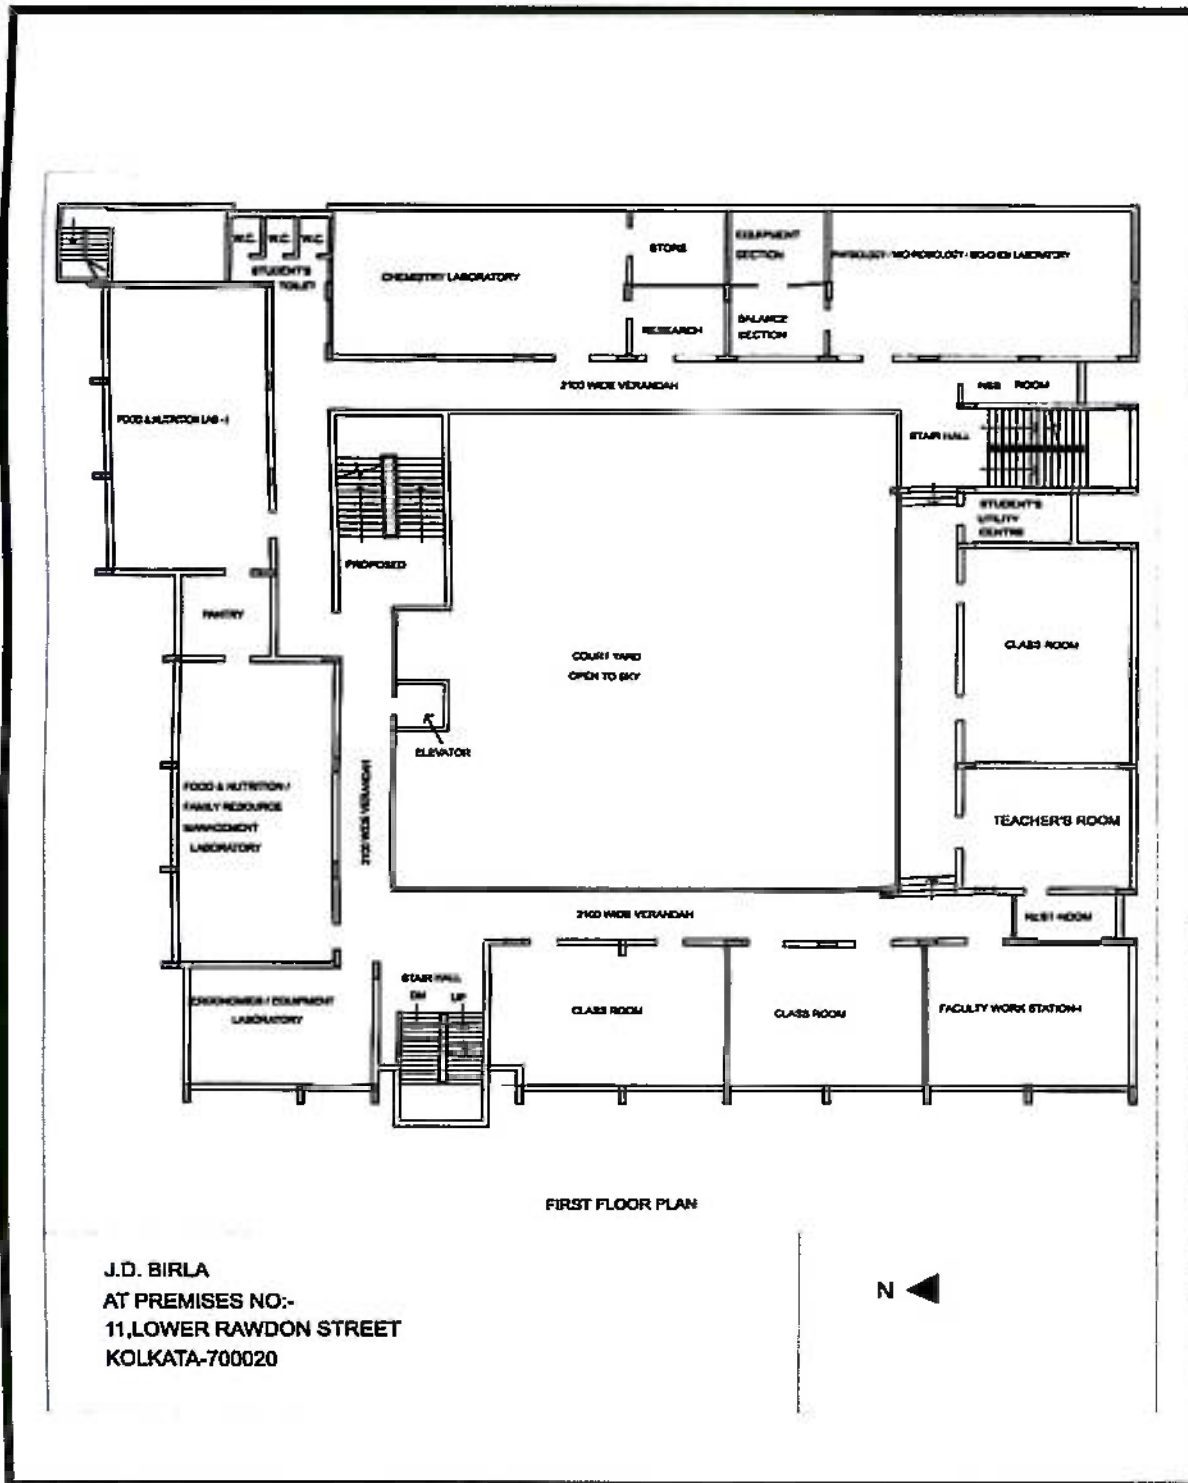 W.C.
W.C.
W.C.
STUDENT'S
TOILET
CHEMISTRY LABORATORY
STORE
EQUIPMENT
SECTION
LABORATORY
RESEARCH
BALANCE
SECTION
2100 WIDE VERANDAH
ROOM
FOOD & NUTRITION LAB - I
STAIR HALL
STUDENT'S
UTILITY
CENTRE
PROPOSED
PANTRY
COURT YARD
OPEN TO SKY
CLASS ROOM
ELEVATOR
FOOD & NUTRITION /
FAMILY RESOURCE
MANAGEMENT
LABORATORY
2100 WIDE VERANDAH
TEACHER'S ROOM
2100 WIDE VERANDAH
REST ROOM
STAIR HALL
DN UP
ERGONOMICS / EQUIPMENT
LABORATORY
CLASS ROOM
CLASS ROOM
FACULTY WORK STATION-I
FIRST FLOOR PLAN
J.D. BIRLA
AT PREMISES NO:-
11,LOWER RAWDON STREET
KOLKATA-700020
N